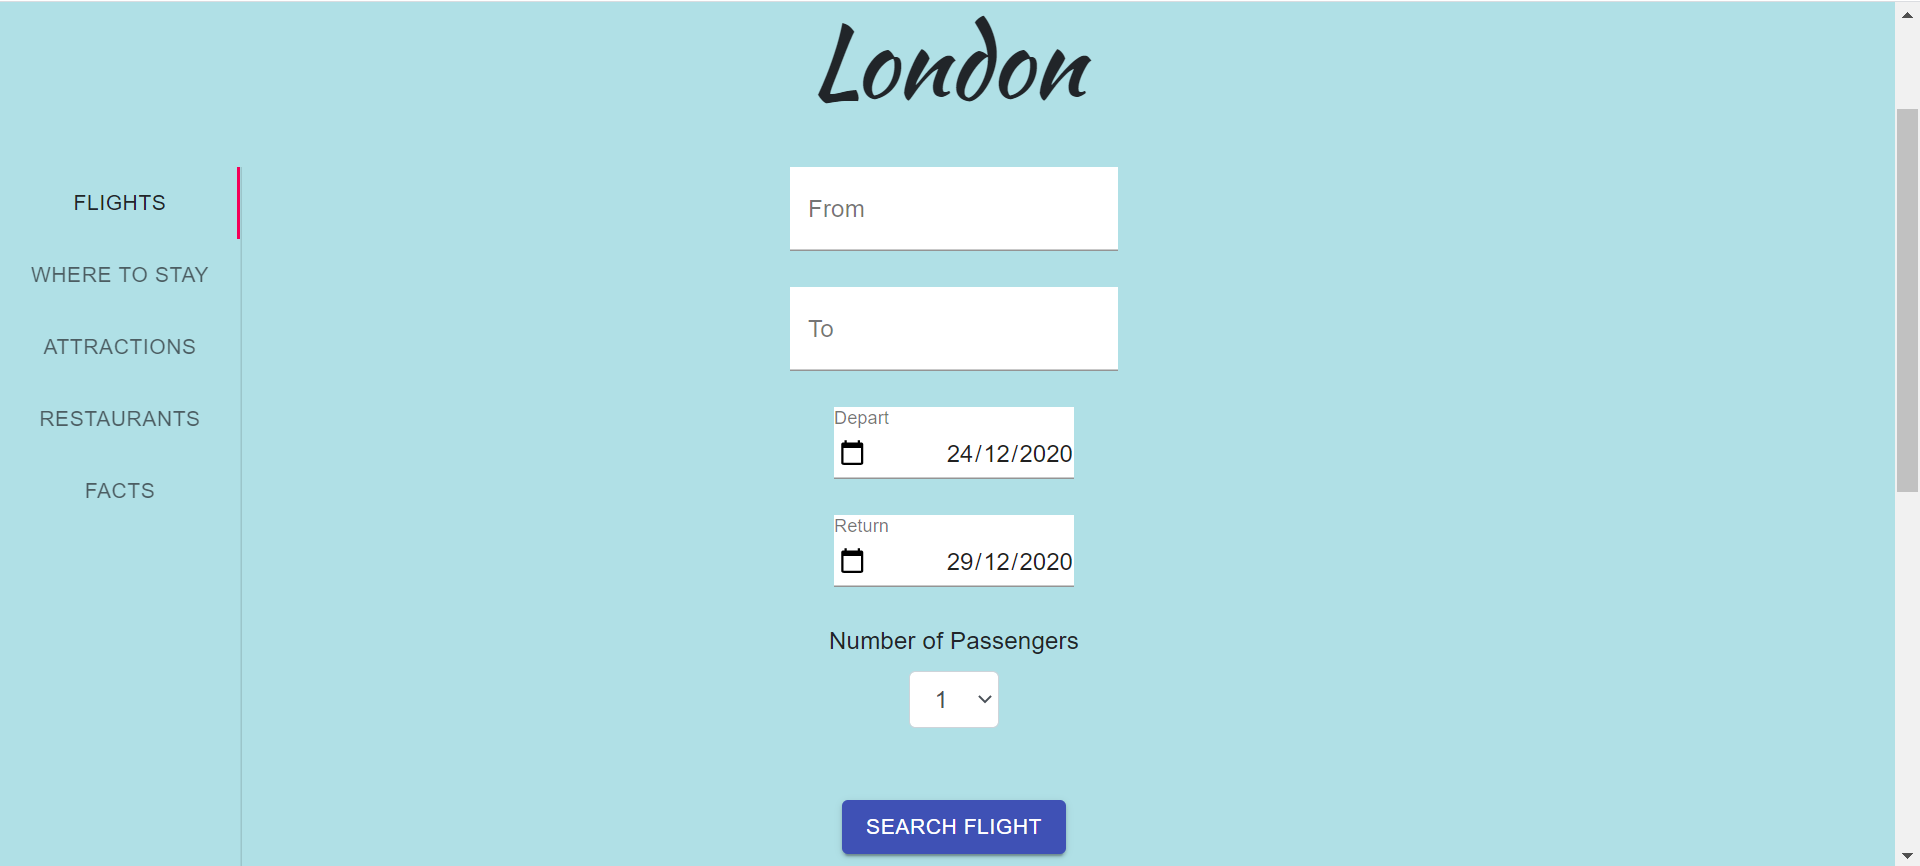 London
FLIGHTS
WHERE TO STAY
ATTRACTIONS
RESTAURANTS
FACTS
From
To
Depart
24/12/2020
Return
29/12/2020
Number of Passengers
1
SEARCH FLIGHT